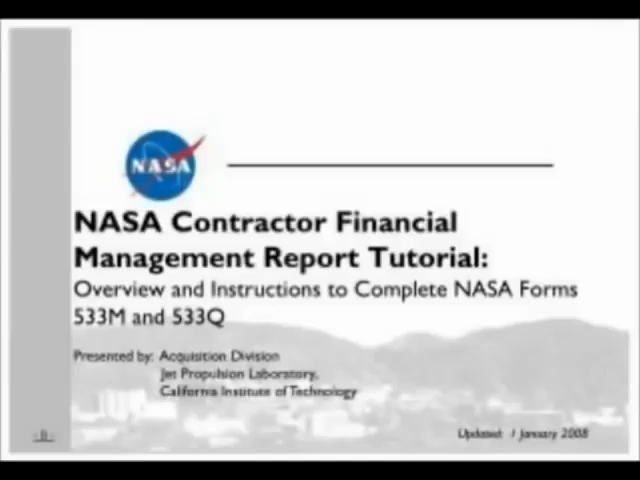 NASA
NASA Contractor Financial
Management Report Tutorial:
Overview and Instructions to Complete NASA Forms
533M and 533Q
Presented by: Acquisition Division
Jet Propulsion Laboratory,
California Institute of Technology
Updated: 1 January 2008